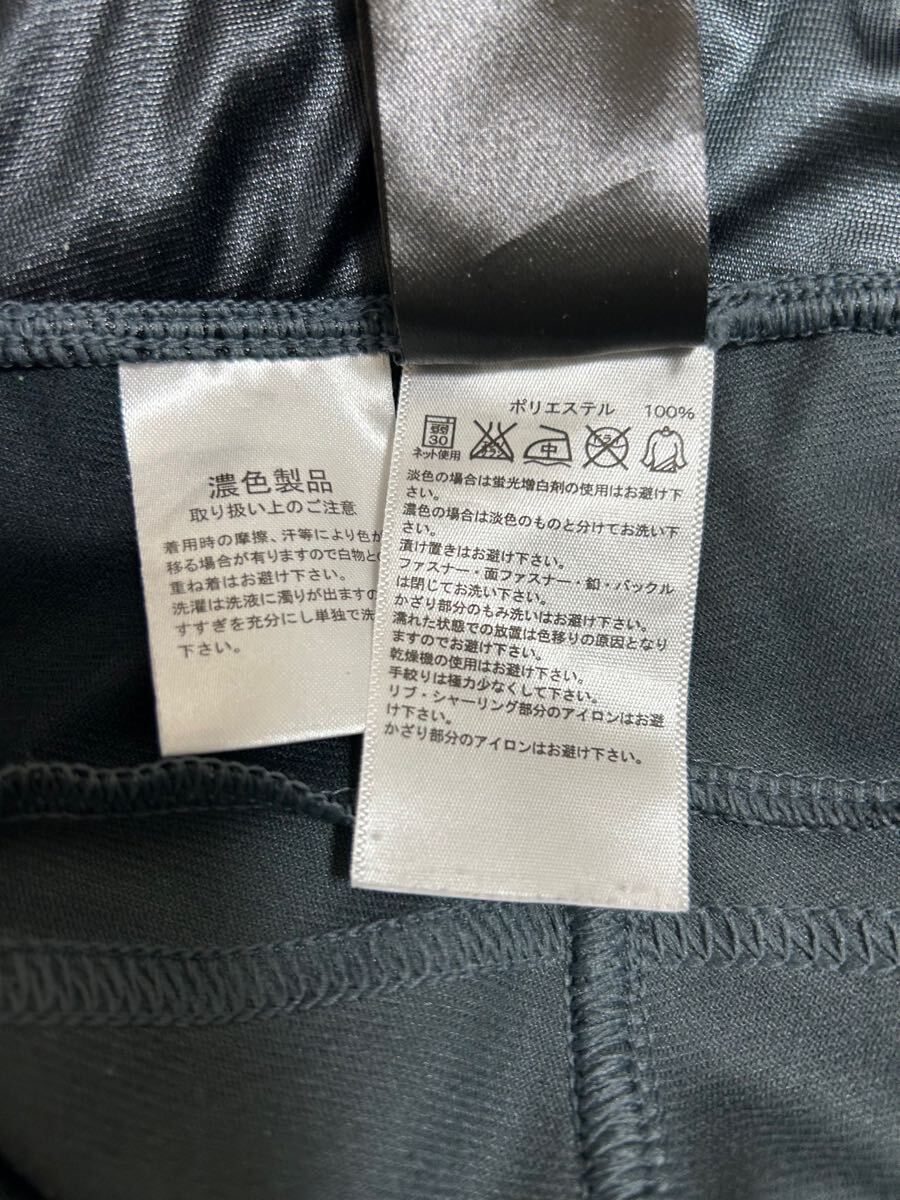 濃色製品
取り扱い上のご注意
着用時の摩擦、汗等により色が
移る場合が有りますので白物との
重ね着はお避け下さい。
洗濯は洗液に濁りが出ますの
すすぎを充分にし単独で洗
下さい。
ポリエステル 100%
弱
30
ネット使用
エンソ
サラシ
中
ドライ
淡色の場合は蛍光増白剤の使用はお避け下
さい。
濃色の場合は淡色のものと分けてお洗い下
さい。
漬け置きはお避け下さい。
ファスナー・面ファスナー・釦・バックル
は閉じてお洗い下さい。
かざり部分のもみ洗いはお避け下さい。
濡れた状態での放置は色移りの原因となり
ますのでお避け下さい。
乾燥機の使用はお避け下さい。
手絞りは極力少なくして下さい。
リブ・シャーリング部分のアイロンはお避
け下さい。
かざり部分のアイロンはお避け下さい。